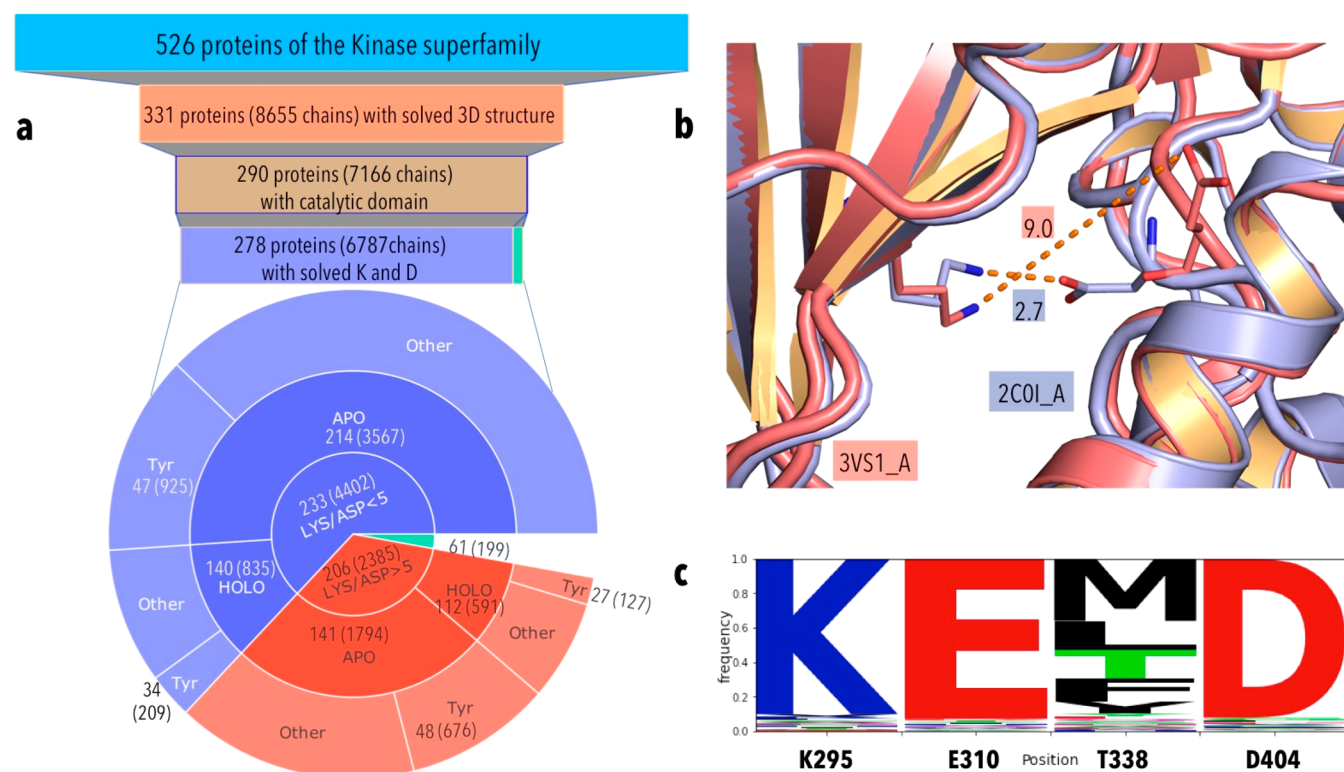 a
526 proteins of the Kinase superfamily
331 proteins (8655 chains) with solved 3D structure
290 proteins (7166 chains)
with catalytic domain
278 proteins (6787chains)
with solved K and D
Other
APO
214 (3567)
Tyr
47 (925)
233 (4402)
LYS/ASP<5
140 (835)
HOLO
206 (2385)
LYS/ASP>5
61 (199)
HOLO
112 (591)
Tyr 27 (127)
Other
Other
141 (1794)
APO
Tyr
34
(209)
Tyr
48 (676)
Other
b
9.0
2.7
2C0I_A
3VS1_A
c
frequency
1.0
0.8
0.6
0.4
0.2
0.0
K E M D
K295 E310 Position T338 D404